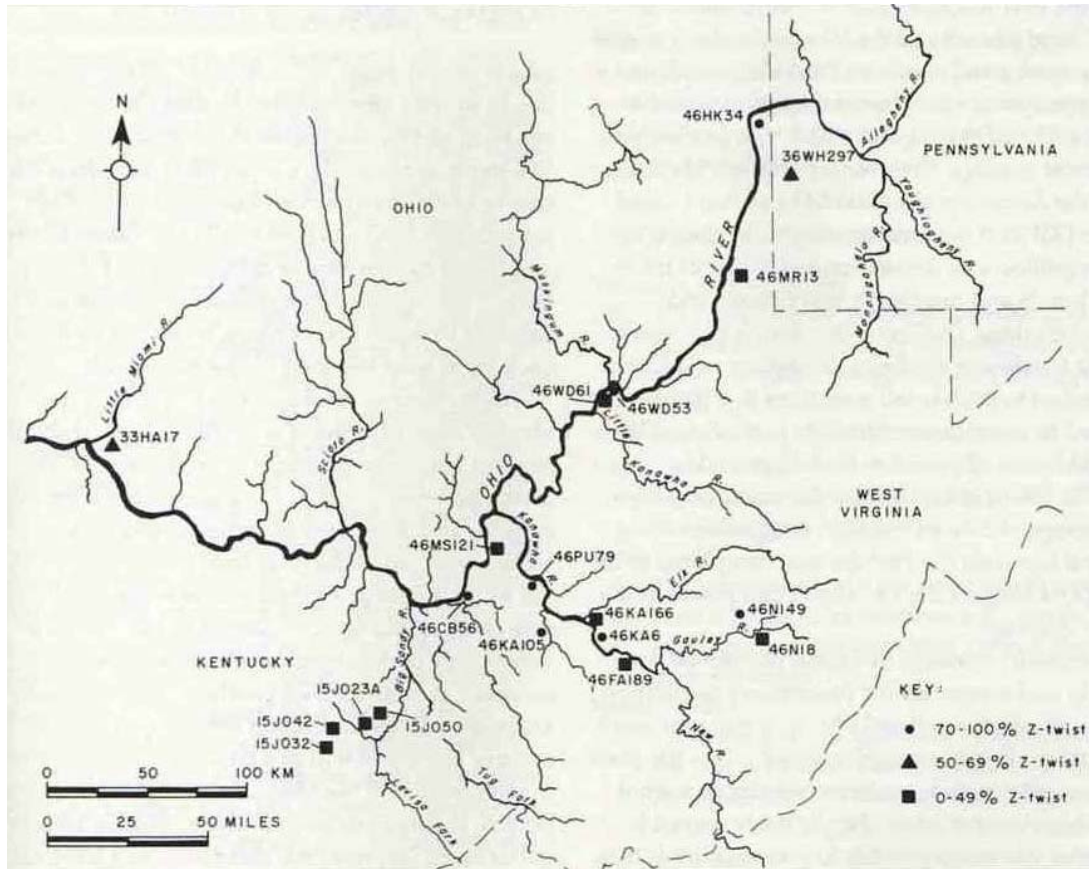 N
OHIO
PENNSYLVANIA
Allegheny R.
46HK34
36WH297
Youghiogheny R.
Monongahela R.
46MR13
RIVER
Muskingum R.
Little Miami R.
33HA17
Scioto R.
46WD61
46WD53
Little Kanawha R.
OHIO
WEST VIRGINIA
46MS121
Kanawha R.
46PU79
Elk R.
46KA166
46NI49
46CB56
46KA105
46KA6
Gauley R.
46NI8
46FA189
KENTUCKY
Big Sandy R.
15JO23A
15JO42
15JO50
15JO32
New R.
Tug Fork
Levisa Fork
KEY:
70-100% Z-twist
50-69% Z-twist
0-49% Z-twist
0 50 100 KM
0 25 50 MILES